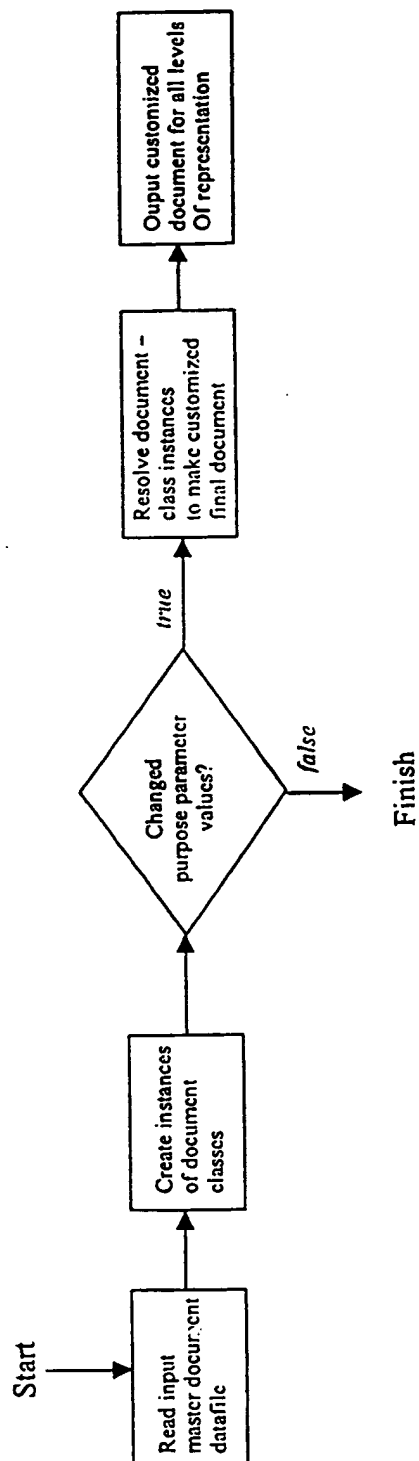 Start
Read input
master document
datafile
Create instances
of document
classes
Changed
purpose parameter
values?
true
false
Finish
Resolve document –
class instances
to make customized
final document
Ouput customized
document for all levels
Of representation